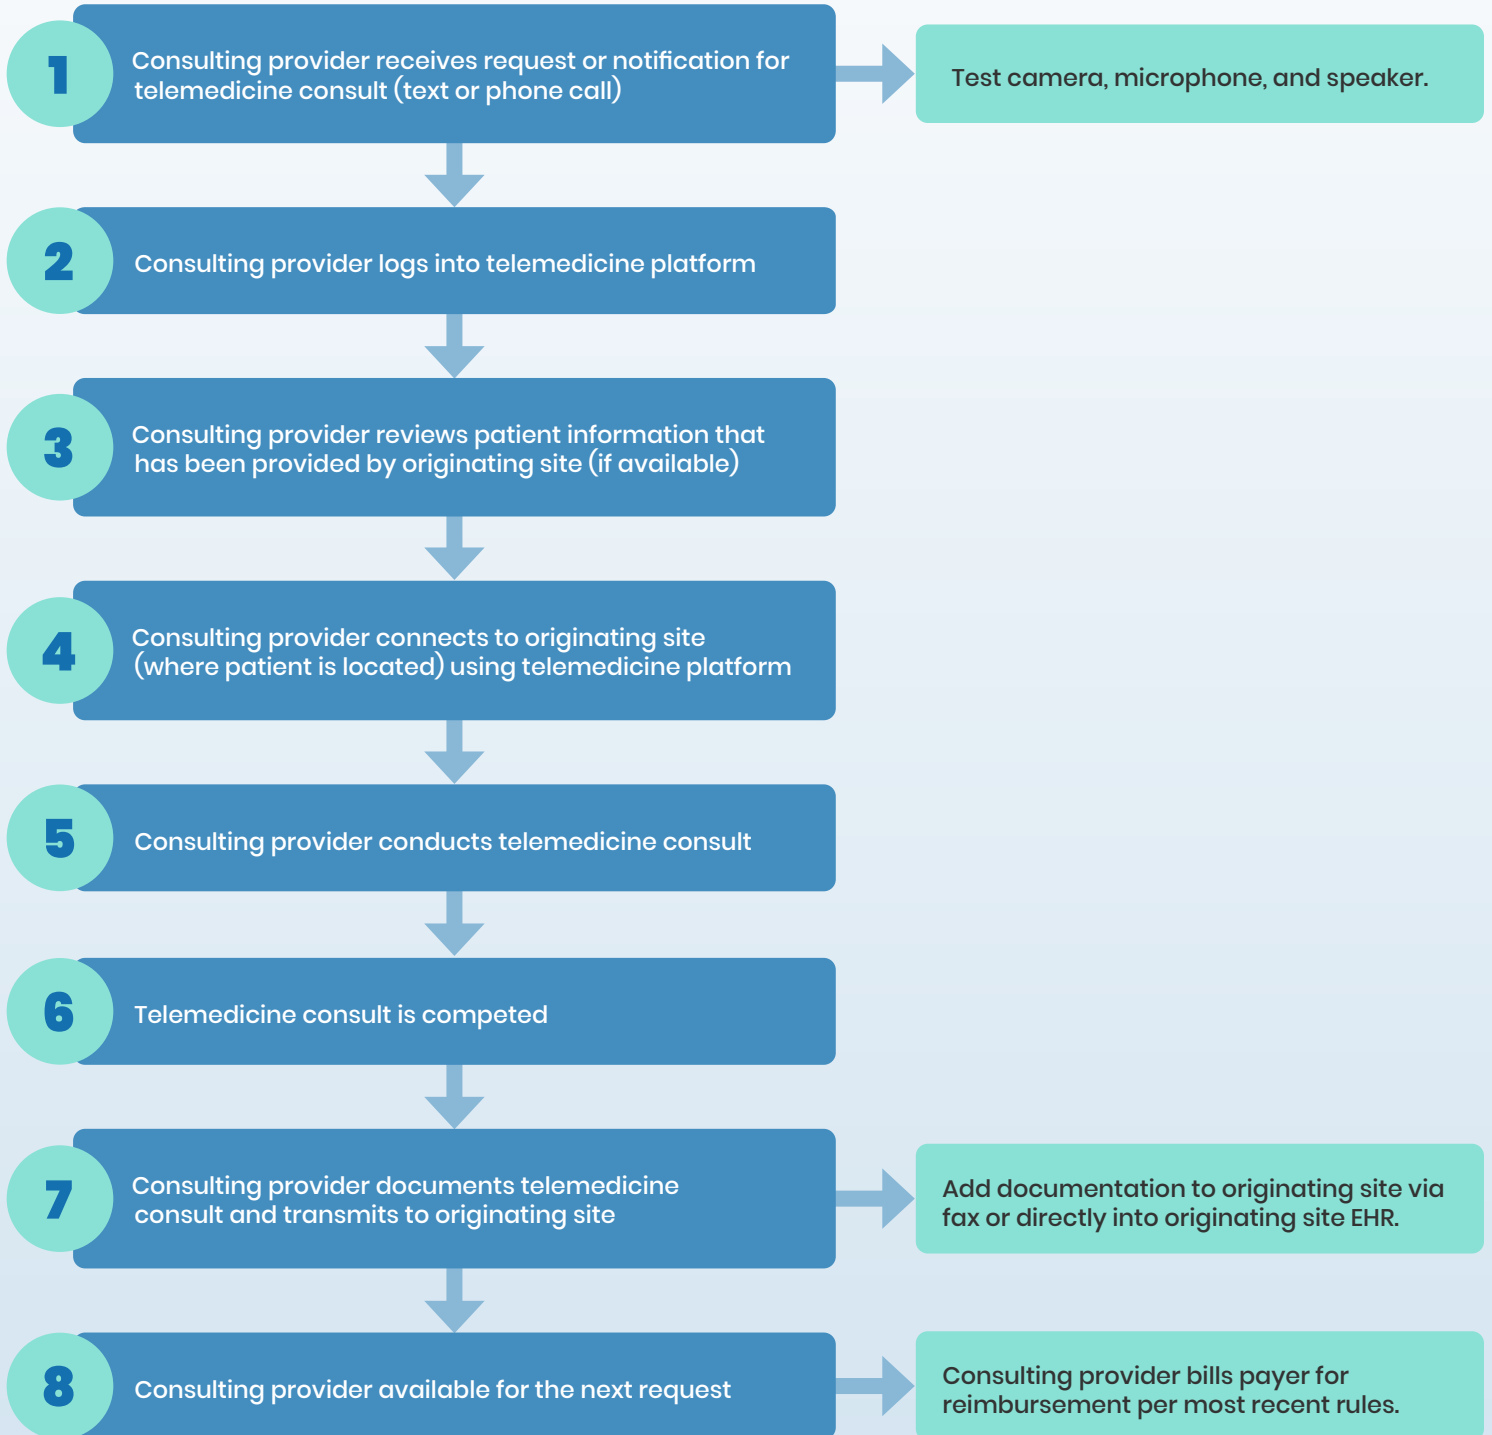 1
Consulting provider receives request or notification for
telemedicine consult (text or phone call)
Test camera, microphone, and speaker.
2
Consulting provider logs into telemedicine platform
3
Consulting provider reviews patient information that
has been provided by originating site (if available)
4
Consulting provider connects to originating site
(where patient is located) using telemedicine platform
5
Consulting provider conducts telemedicine consult
6
Telemedicine consult is competed
7
Consulting provider documents telemedicine
consult and transmits to originating site
Add documentation to originating site via
fax or directly into originating site EHR.
8
Consulting provider available for the next request
Consulting provider bills payer for
reimbursement per most recent rules.